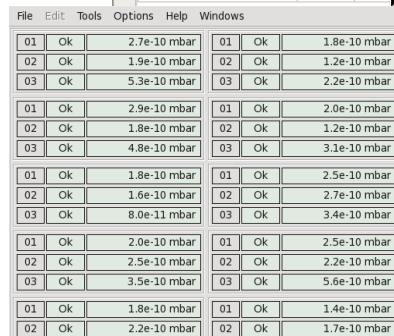 File Edit Tools Options Help Windows
01 Ok 2.7e-10 mbar 01 Ok 1.8e-10 mbar
02 Ok 1.9e-10 mbar 02 Ok 1.2e-10 mbar
03 Ok 5.3e-10 mbar 03 Ok 2.2e-10 mbar
01 Ok 2.9e-10 mbar 01 Ok 2.0e-10 mbar
02 Ok 1.8e-10 mbar 02 Ok 1.2e-10 mbar
03 Ok 4.8e-10 mbar 03 Ok 3.1e-10 mbar
01 Ok 1.8e-10 mbar 01 Ok 2.5e-10 mbar
02 Ok 1.6e-10 mbar 02 Ok 2.7e-10 mbar
03 Ok 8.0e-11 mbar 03 Ok 3.4e-10 mbar
01 Ok 2.0e-10 mbar 01 Ok 2.5e-10 mbar
02 Ok 2.5e-10 mbar 02 Ok 2.2e-10 mbar
03 Ok 3.5e-10 mbar 03 Ok 5.6e-10 mbar
01 Ok 1.8e-10 mbar 01 Ok 1.4e-10 mbar
02 Ok 2.2e-10 mbar 02 Ok 1.7e-10 mbar